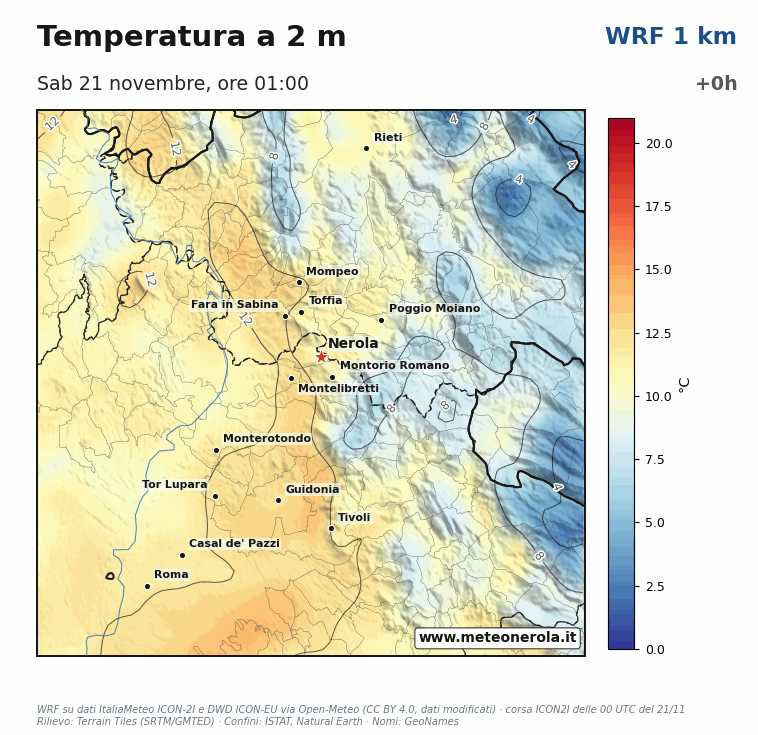 Temperatura a 2 m
WRF 1 km
Sab 21 novembre, ore 01:00
+0h
12
12
8
4
8
4
4
4
Rieti
20.0
17.5
15.0
12.5
10.0
7.5
5.0
2.5
0.0
°C
12
Mompeo
Fara in Sabina
Toffia
Poggio Moiano
12
Nerola
Montorio Romano
Montelibretti
8
8
Monterotondo
Tor Lupara
Guidonia
4
Tivoli
Casal de' Pazzi
8
Roma
www.meteonerola.it
WRF su dati ItaliaMeteo ICON-2I e DWD ICON-EU via Open-Meteo (CC BY 4.0, dati modificati) · corsa ICON2I delle 00 UTC del 21/11
Rilievo: Terrain Tiles (SRTM/GMTED) · Confini: ISTAT, Natural Earth · Nomi: GeoNames